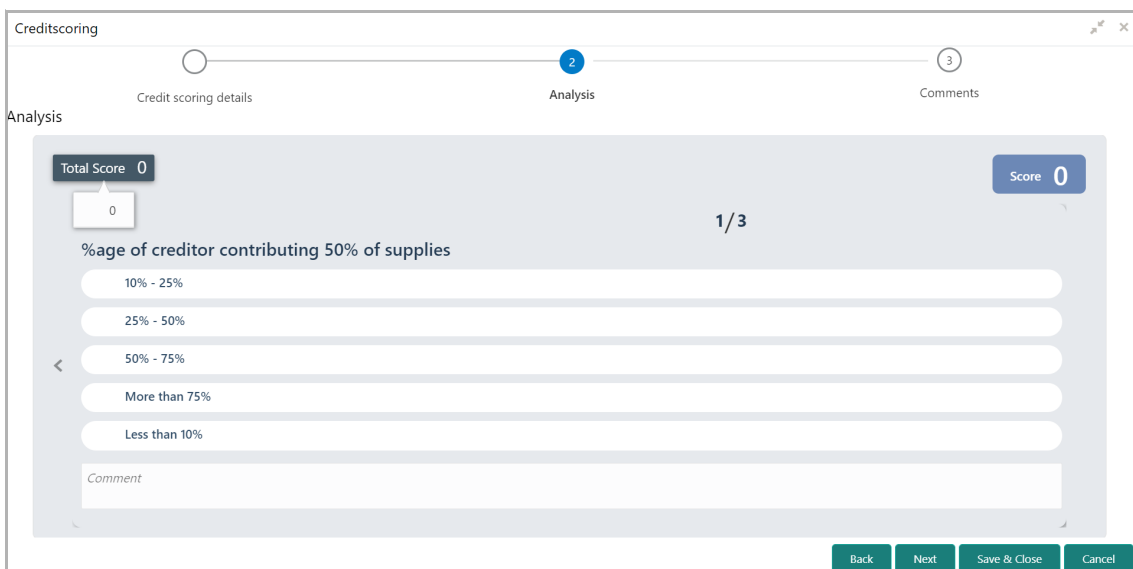 Creditscoring
2
3
Credit scoring details
Analysis
Comments
Analysis
Total Score 0
Score 0
0
1/3
%age of creditor contributing 50% of supplies
10% - 25%
25% - 50%
50% - 75%
More than 75%
Less than 10%
Comment
Back Next Save & Close Cancel